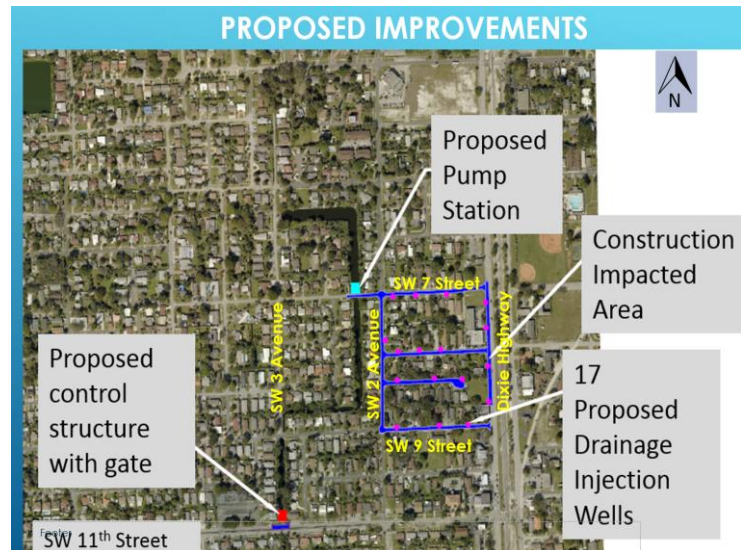 PROPOSED IMPROVEMENTS
N
Proposed
Pump
Station
Construction
Impacted
Area
SW 7 Street
SW 3 Avenue
SW 2 Avenue
Dixie Highway
Proposed
control
structure
with gate
SW 9 Street
17
Proposed
Drainage
Injection
Wells
Footer
SW 11th Street